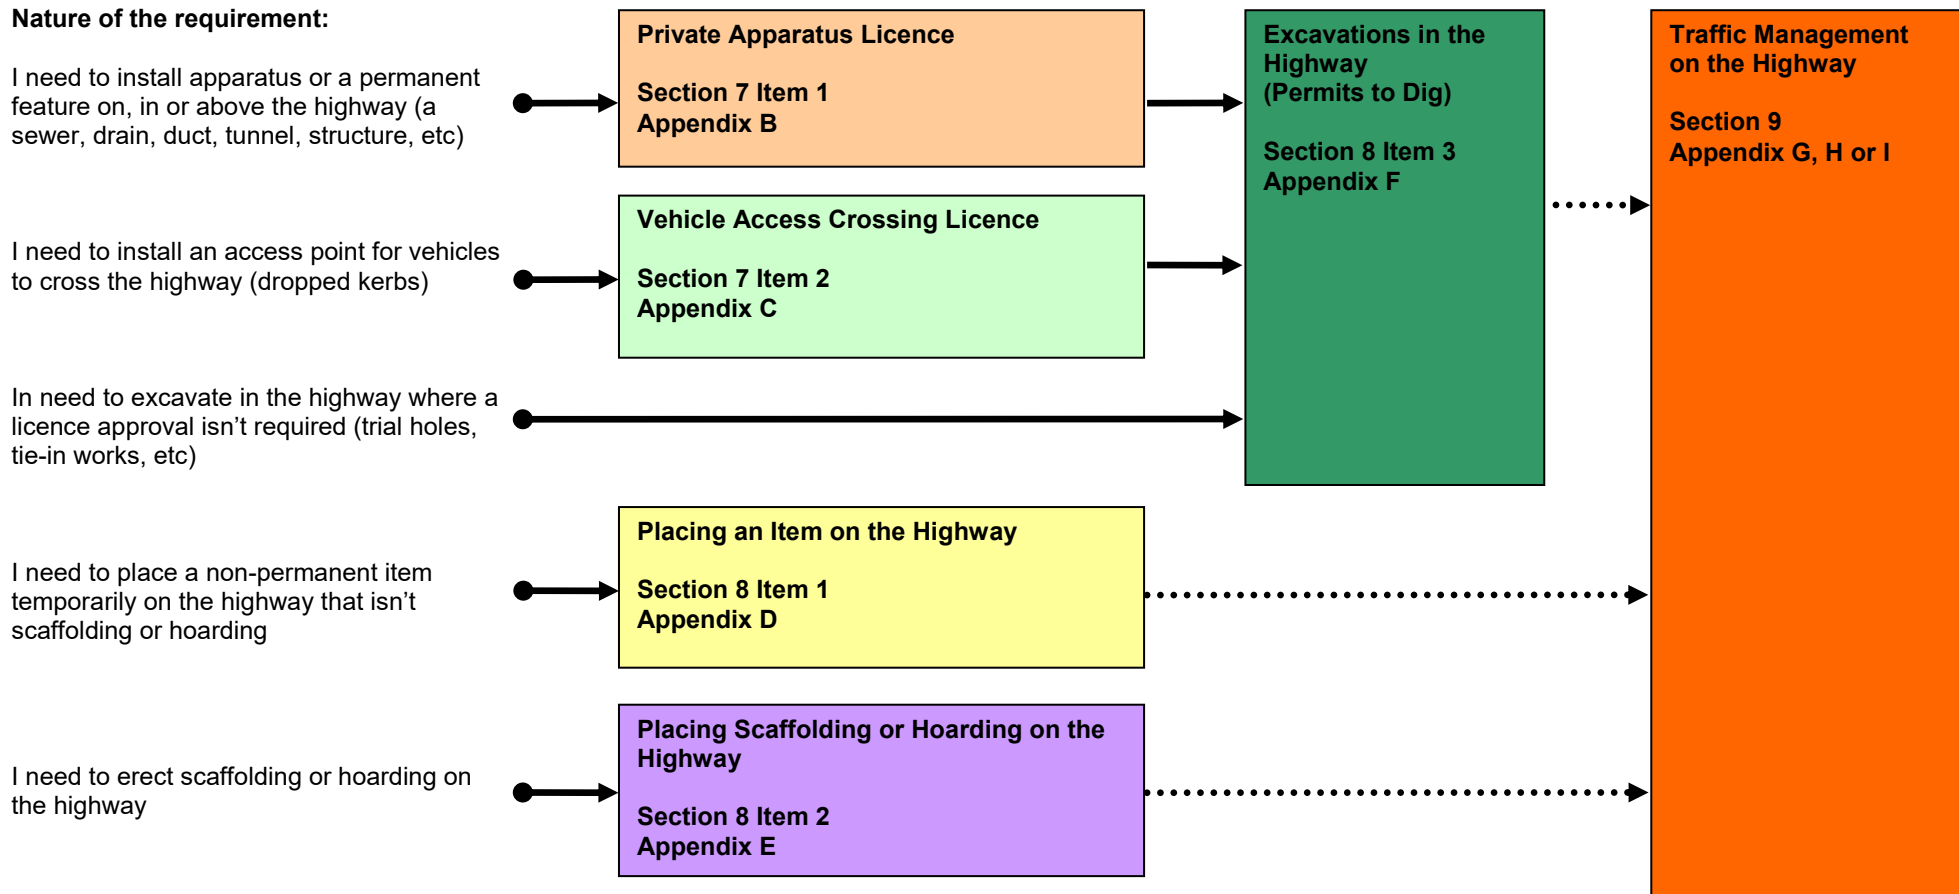 Nature of the requirement:
I need to install apparatus or a permanent
feature on, in or above the highway (a
sewer, drain, duct, tunnel, structure, etc)
Private Apparatus Licence
Section 7 Item 1
Appendix B
Excavations in the
Highway
(Permits to Dig)
Section 8 Item 3
Appendix F
Traffic Management
on the Highway
Section 9
Appendix G, H or I
I need to install an access point for vehicles
to cross the highway (dropped kerbs)
Vehicle Access Crossing Licence
Section 7 Item 2
Appendix C
In need to excavate in the highway where a
licence approval isn’t required (trial holes,
tie-in works, etc)
I need to place a non-permanent item
temporarily on the highway that isn’t
scaffolding or hoarding
Placing an Item on the Highway
Section 8 Item 1
Appendix D
I need to erect scaffolding or hoarding on
the highway
Placing Scaffolding or Hoarding on the
Highway
Section 8 Item 2
Appendix E